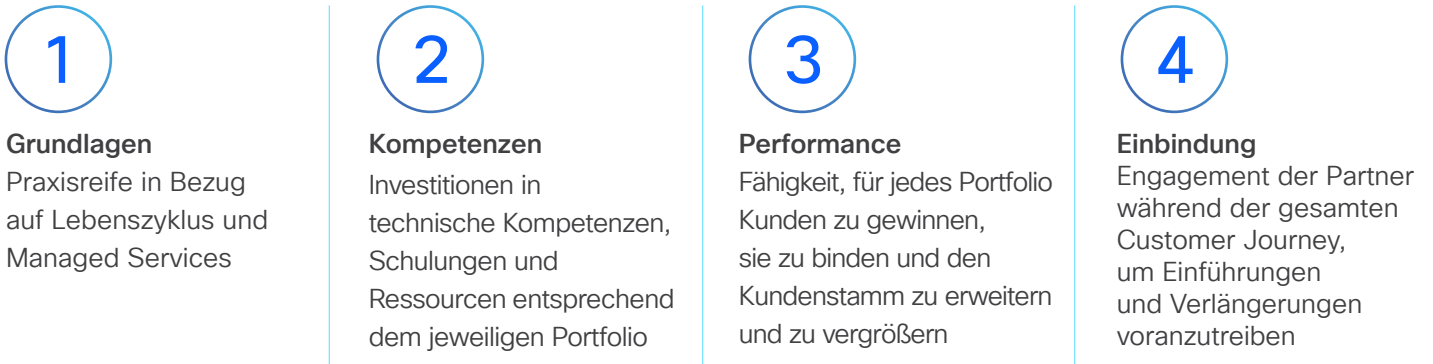 1
Grundlagen
Praxisreife in Bezug
auf Lebenszyklus und
Managed Services
2
Kompetenzen
Investitionen in
technische Kompetenzen,
Schulungen und
Ressourcen entsprechend
dem jeweiligen Portfolio
3
Performance
Fähigkeit, für jedes Portfolio
Kunden zu gewinnen,
sie zu binden und den
Kundenstamm zu erweitern
und zu vergrößern
4
Einbindung
Engagement der Partner
während der gesamten
Customer Journey,
um Einführungen
und Verlängerungen
voranzutreiben